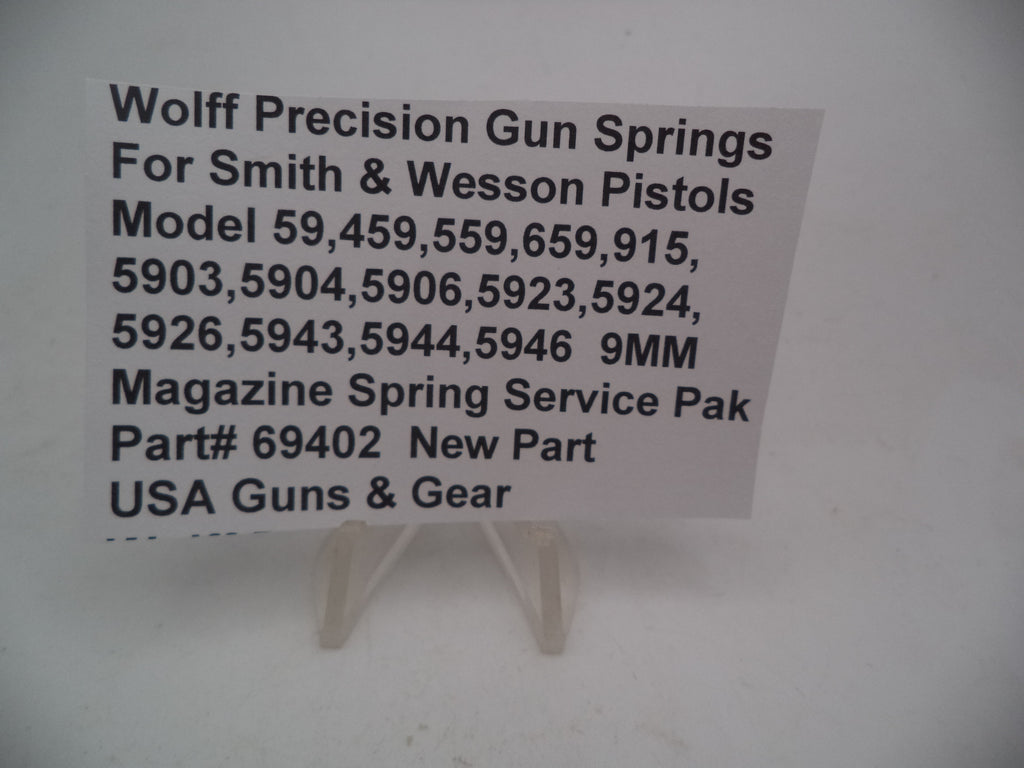 Wolff Precision Gun Springs
For Smith & Wesson Pistols
Model 59,459,559,659,915,
5903,5904,5906,5923,5924,
5926,5943,5944,5946 9MM
Magazine Spring Service Pak
Part# 69402 New Part
USA Guns & Gear